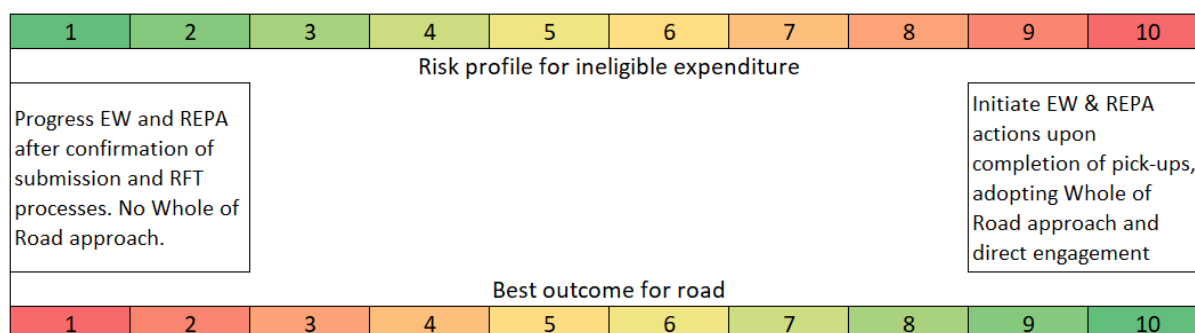 1 2 3 4 5 6 7 8 9 10
Risk profile for ineligible expenditure
Progress EW and REPA
after confirmation of
submission and RFT
processes. No Whole of
Road approach.
Initiate EW & REPA
actions upon
completion of pick-ups,
adopting Whole of
Road approach and
direct engagement
Best outcome for road
1 2 3 4 5 6 7 8 9 10